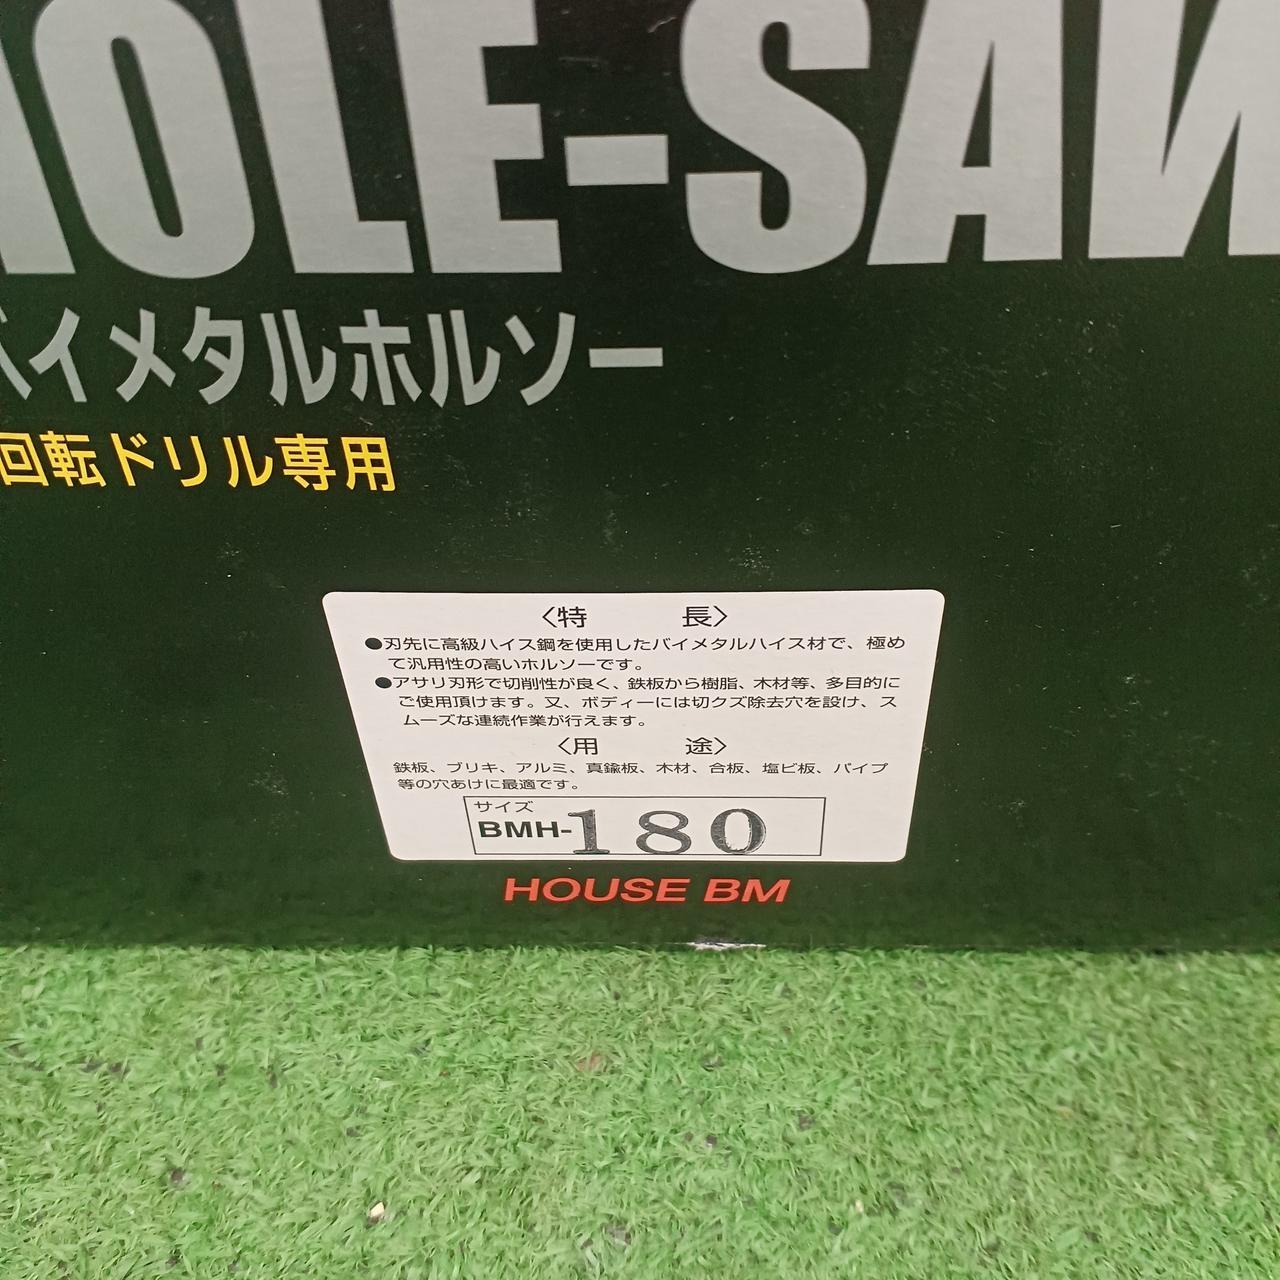 HOLE-SAW
バイメタルホルソー
回転ドリル専用
〈特 長〉
●刃先に高級ハイス鋼を使用したバイメタルハイス材で、極め
て汎用性の高いホルソーです。
●アサリ刃形で切削性が良く、鉄板から樹脂、木材等、多目的に
ご使用頂けます。又、ボディーには切クズ除去穴を設け、ス
ムーズな連続作業が行えます。
〈用 途〉
鉄板、ブリキ、アルミ、真鍮板、木材、合板、塩ビ板、パイプ
等の穴あけに最適です。
サイズ
BMH-180
HOUSE BM